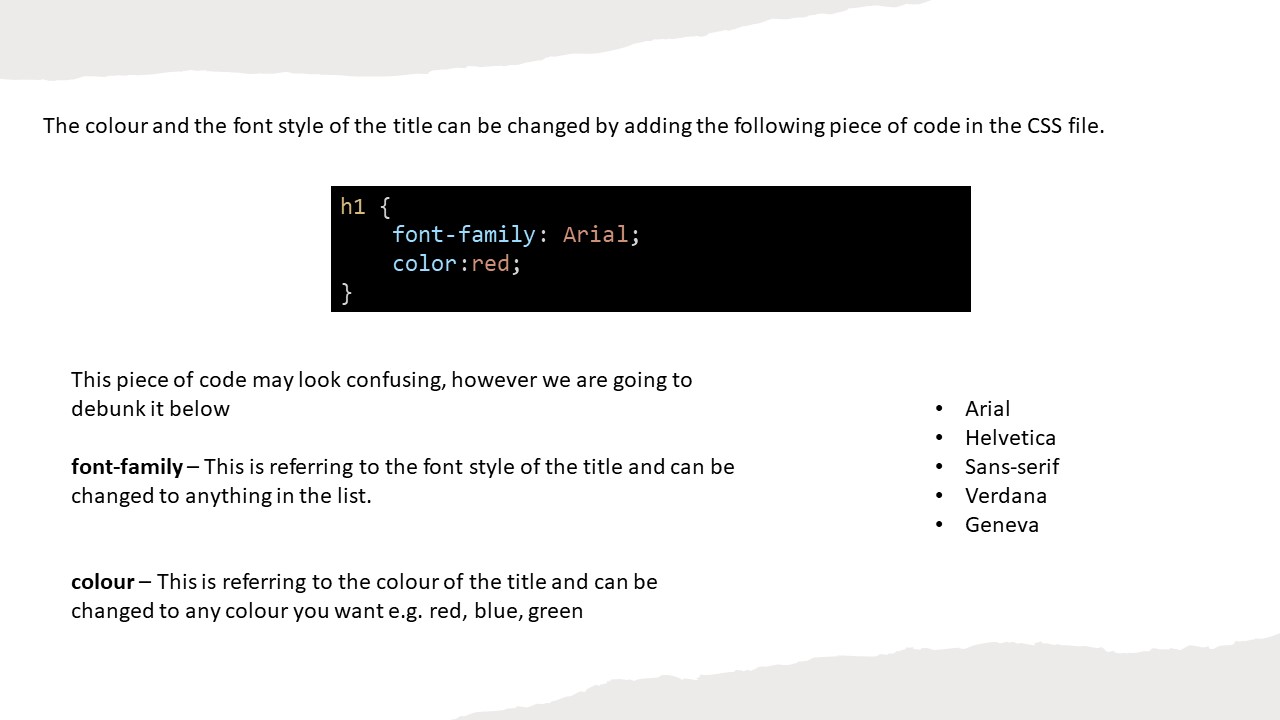 The colour and the font style of the title can be changed by adding the following piece of code in the CSS file.
h1 {
    font-family: Arial;
    color:red;
}
This piece of code may look confusing, however we are going to
debunk it below
font-family – This is referring to the font style of the title and can be
changed to anything in the list.
colour – This is referring to the colour of the title and can be
changed to any colour you want e.g. red, blue, green
• Arial
• Helvetica
• Sans-serif
• Verdana
• Geneva